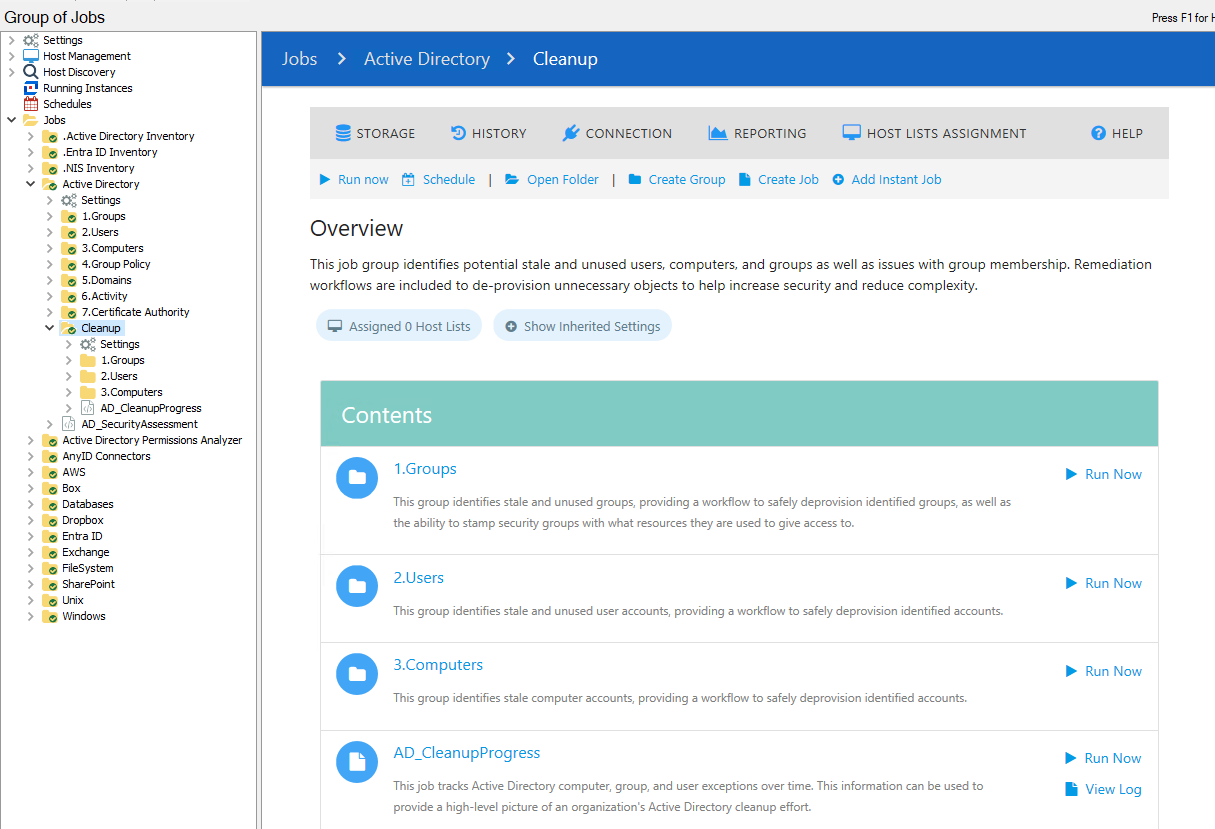 Group of Jobs
Press F1 for H
Settings
Host Management
Host Discovery
Running Instances
Schedules
Jobs
.Active Directory Inventory
.Entra ID Inventory
.NIS Inventory
Active Directory
Settings
1.Groups
2.Users
3.Computers
4.Group Policy
5.Domains
6.Activity
7.Certificate Authority
Cleanup
Settings
1.Groups
2.Users
3.Computers
AD_CleanupProgress
AD_SecurityAssessment
Active Directory Permissions Analyzer
AnyID Connectors
AWS
Box
Databases
Dropbox
Entra ID
Exchange
FileSystem
SharePoint
Unix
Windows
Jobs > Active Directory > Cleanup
STORAGE HISTORY CONNECTION REPORTING HOST LISTS ASSIGNMENT HELP
Run now Schedule | Open Folder | Create Group Create Job Add Instant Job
Overview
This job group identifies potential stale and unused users, computers, and groups as well as issues with group membership. Remediation
workflows are included to de-provision unnecessary objects to help increase security and reduce complexity.
Assigned 0 Host Lists Show Inherited Settings
Contents
1.Groups
Run Now
This group identifies stale and unused groups, providing a workflow to safely deprovision identified groups, as well as
the ability to stamp security groups with what resources they are used to give access to.
2.Users
Run Now
This group identifies stale and unused user accounts, providing a workflow to safely deprovision identified accounts.
3.Computers
Run Now
This group identifies stale computer accounts, providing a workflow to safely deprovision identified accounts.
AD_CleanupProgress
Run Now
This job tracks Active Directory computer, group, and user exceptions over time. This information can be used to
View Log
provide a high-level picture of an organization's Active Directory cleanup effort.